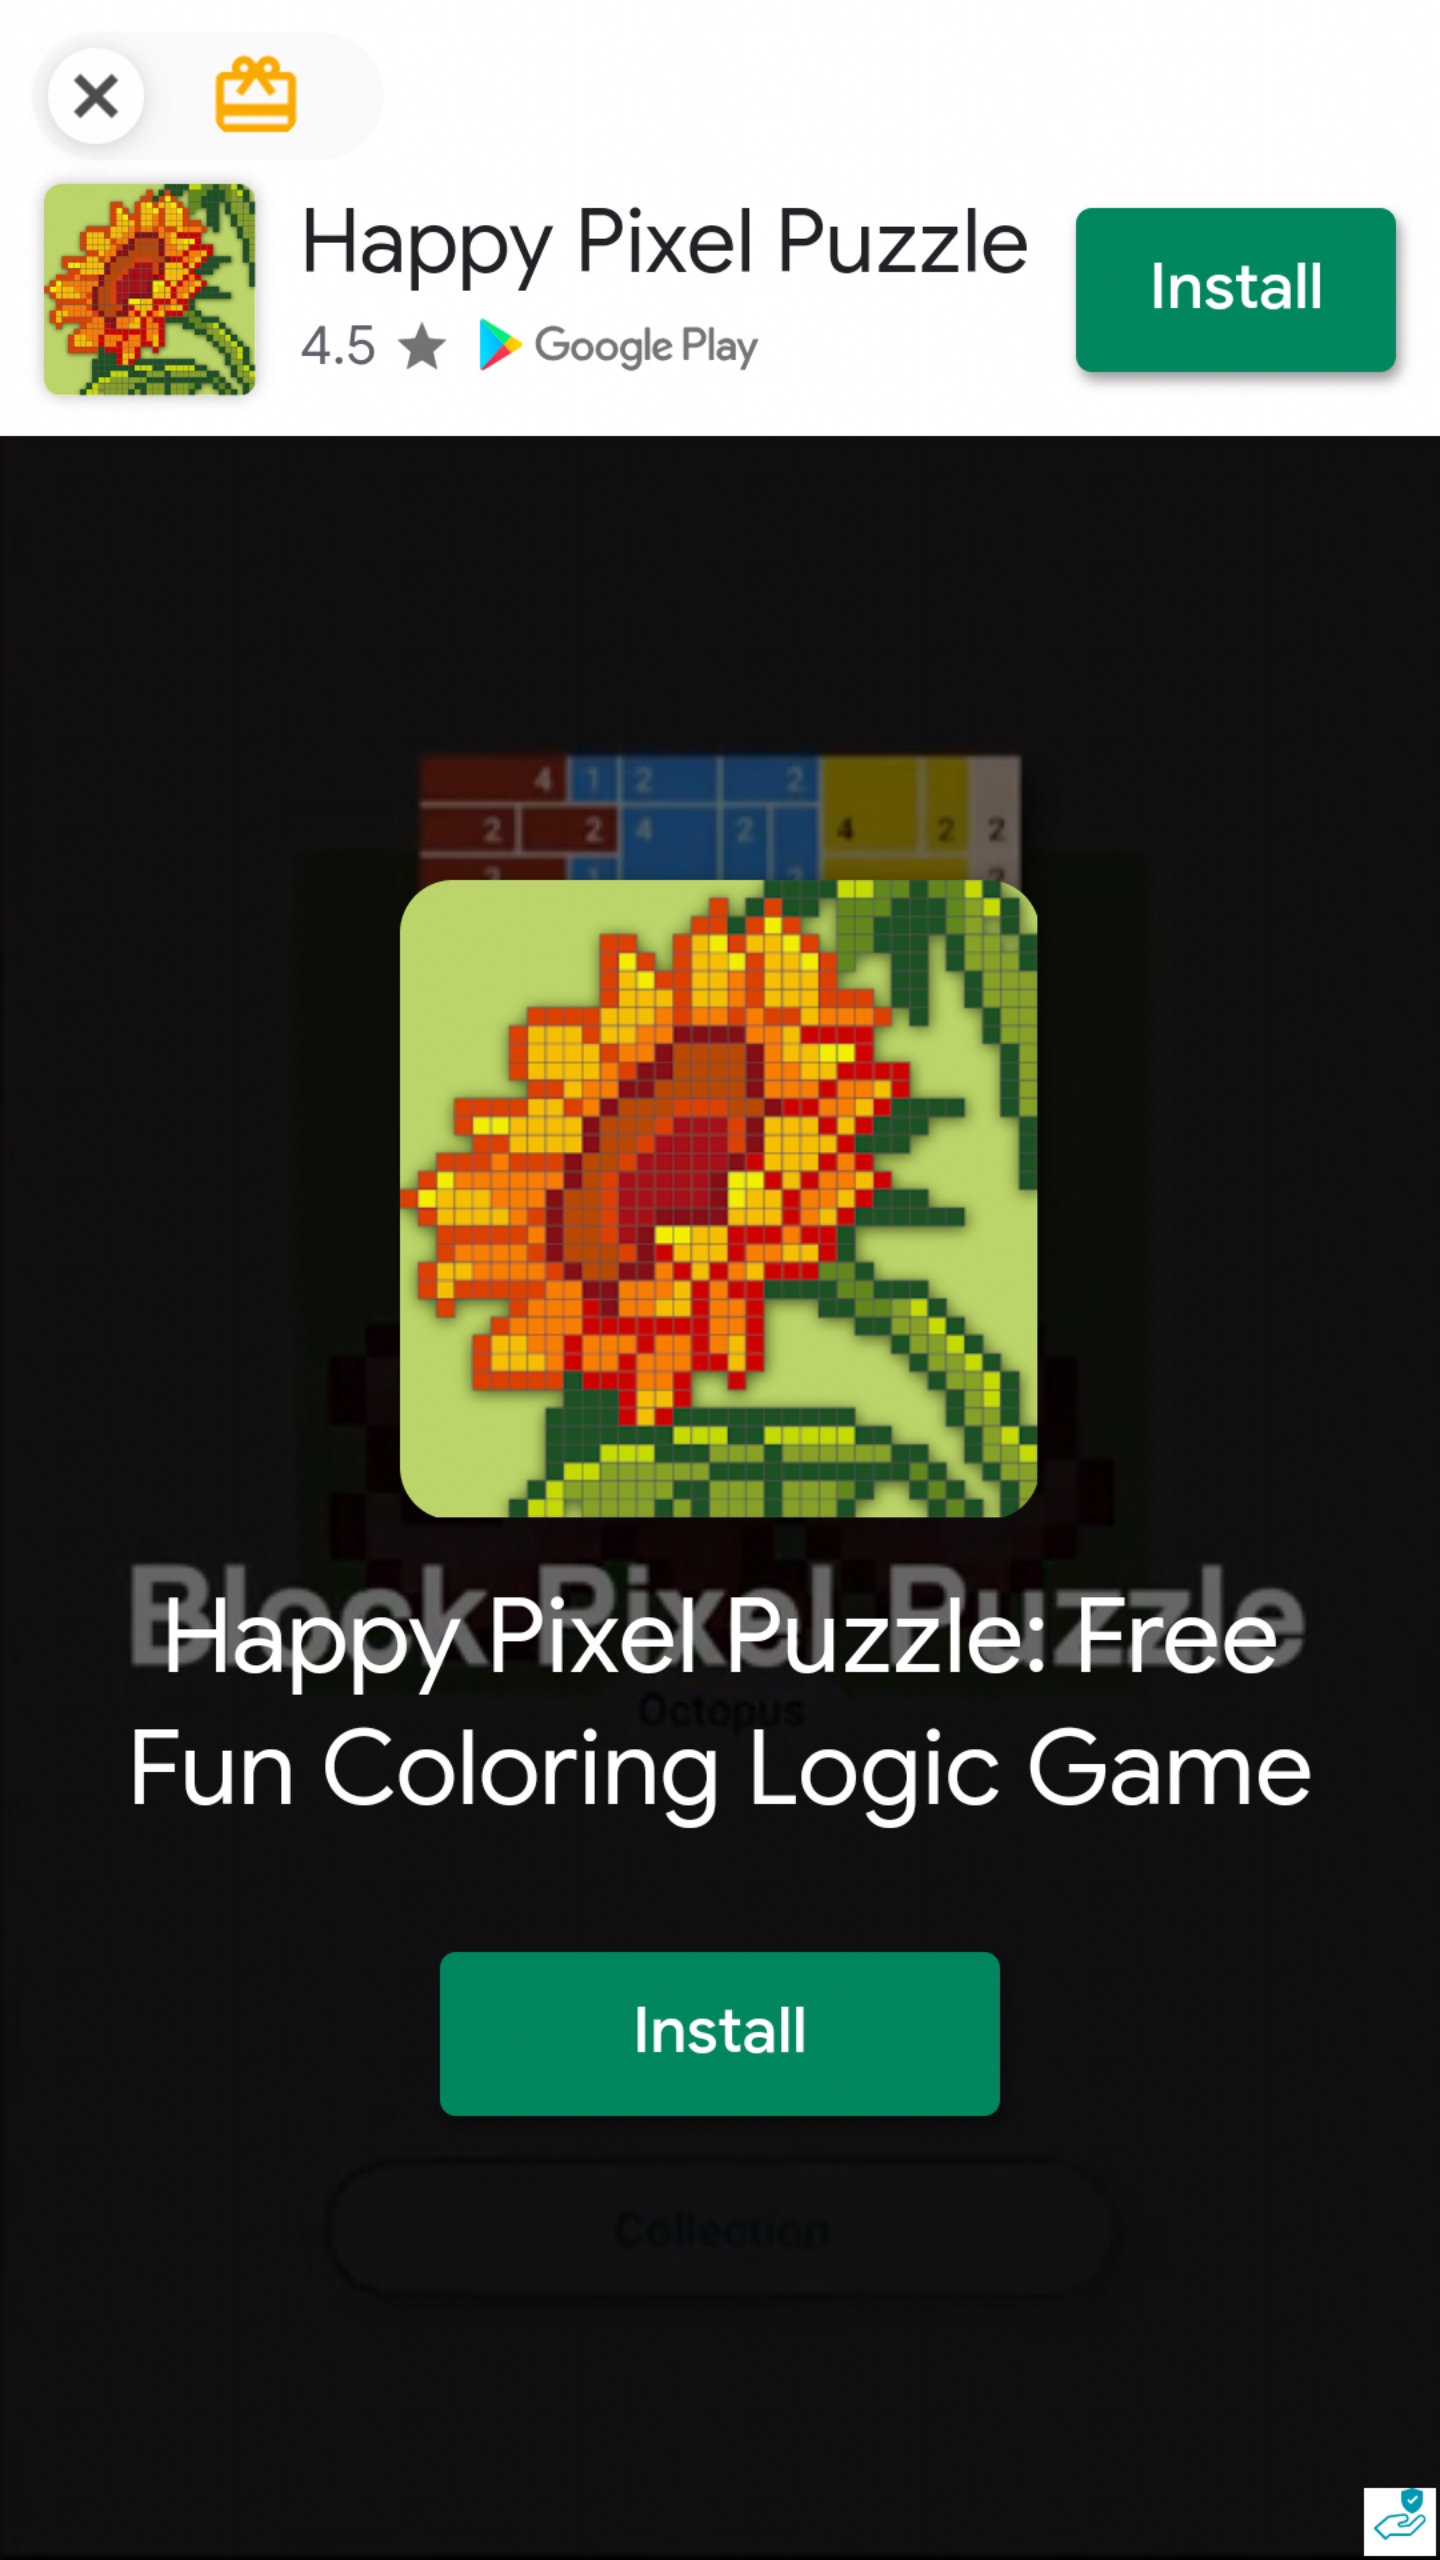 Happy Pixel Puzzle
Install
4.5 ★ Google Play
4 1 2 2
2 2 4 2 4 2 2
Block Pixel Puzzle
Happy Pixel Puzzle: Free
Octopus
Fun Coloring Logic Game
Install
Collection